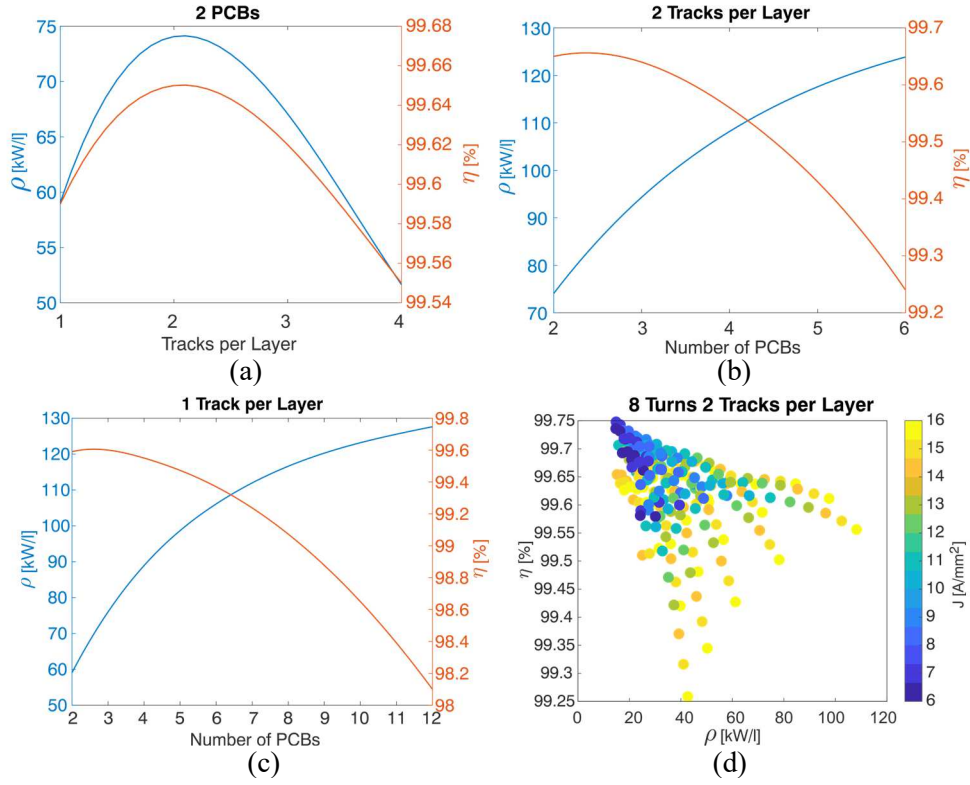 2 PCBs
75
70
65
60
55
50
ρ [kW/l]
99.68
99.66
99.64
99.62
99.6
99.58
99.56
99.54
η [%]
1 2 3 4
Tracks per Layer
(a)
2 Tracks per Layer
130
120
110
100
90
80
70
ρ [kW/l]
99.7
99.6
99.5
99.4
99.3
99.2
η [%]
2 3 4 5 6
Number of PCBs
(b)
1 Track per Layer
130
120
110
100
90
80
70
60
50
ρ [kW/l]
99.8
99.6
99.4
99.2
99
98.8
98.6
98.4
98.2
98
η [%]
2 3 4 5 6 7 8 9 10 11 12
Number of PCBs
(c)
8 Turns 2 Tracks per Layer
99.75
99.7
99.65
99.6
99.55
99.5
99.45
99.4
99.35
99.3
99.25
η [%]
0 20 40 60 80 100 120
ρ [kW/l]
16
15
14
13
12
11
10
9
8
7
6
J [A/mm²]
(d)